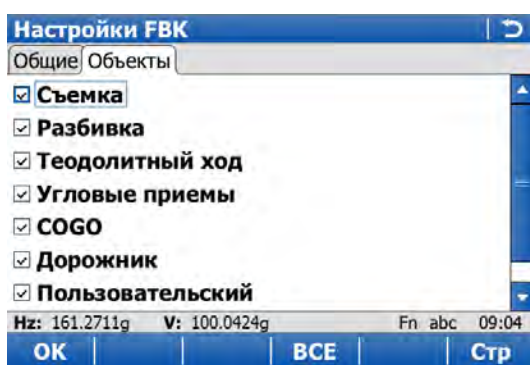 Настройки FBK
Общие Объекты
Съемка
Разбивка
Теодолитный ход
Угловые приемы
COGO
Дорожник
Пользовательский
Hz: 161.2711g V: 100.0424g Fn abc 09:04
OK ВСЕ Стр